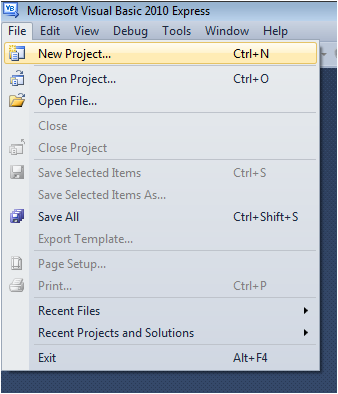 VB Microsoft Visual Basic 2010 Express
File Edit View Debug Tools Window Help
New Project... Ctrl+N
Open Project... Ctrl+O
Open File...
Close
Close Project
Save Selected Items Ctrl+S
Save Selected Items As...
Save All Ctrl+Shift+S
Export Template...
Page Setup...
Print... Ctrl+P
Recent Files
Recent Projects and Solutions
Exit Alt+F4